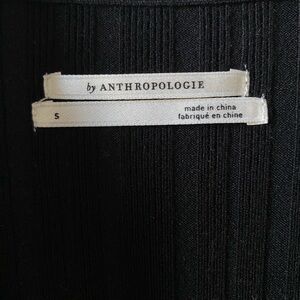 by ANTHROPOLOGIE
S
made in china
fabriqué en chine